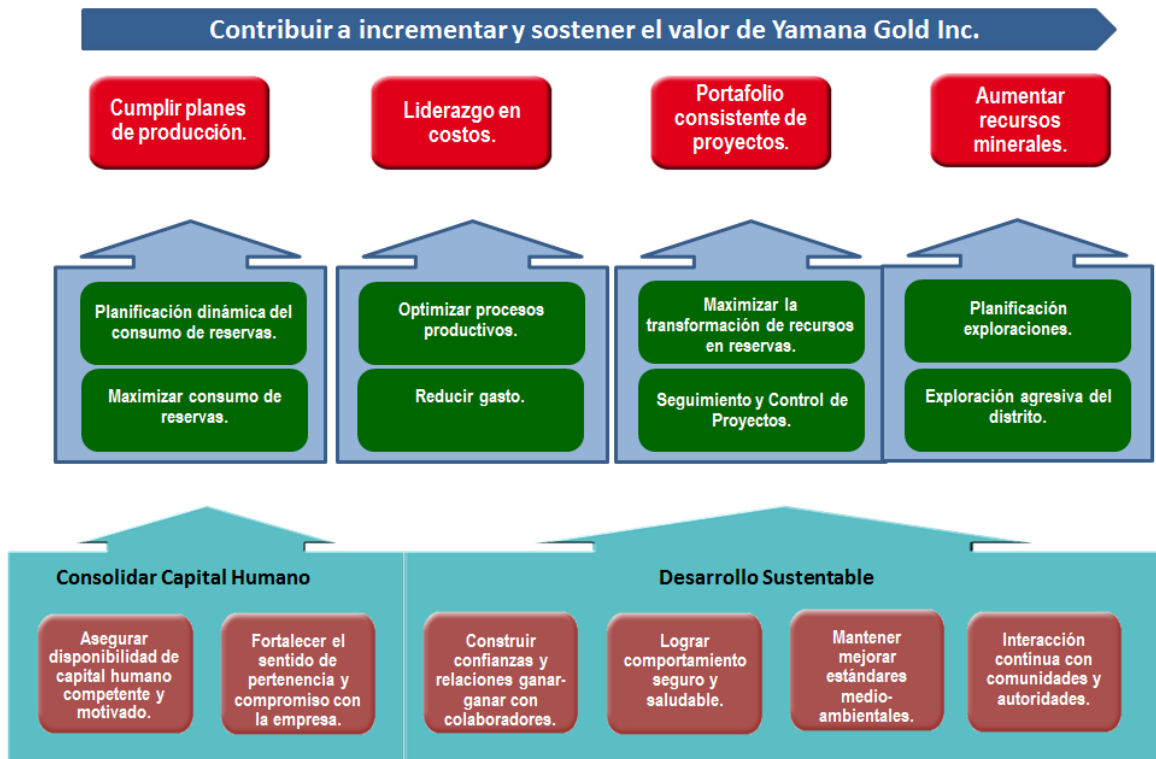 Contribuir a incrementar y sostener el valor de Yamana Gold Inc.
Cumplir planes
de producción.
Liderazgo en
costos.
Portafolio
consistente de
proyectos.
Aumentar
recursos
minerales.
Planificación dinámica del
consumo de reservas.
Optimizar procesos
productivos.
Maximizar la
transformación de recursos
en reservas.
Planificación
exploraciones.
Maximizar consumo de
reservas.
Reducir gasto.
Seguimiento y Control de
Proyectos.
Exploración agresiva del
distrito.
Consolidar Capital Humano
Desarrollo Sustentable
Asegurar
disponibilidad de
capital humano
competente y
motivado.
Fortalecer el
sentido de
pertenencia y
compromiso con
la empresa.
Construir
confianzas y
relaciones ganar-
ganar con
colaboradores.
Lograr
comportamiento
seguro y
saludable.
Mantener
mejorar
estándares
medio-
ambientales.
Interacción
continua con
comunidades y
autoridades.